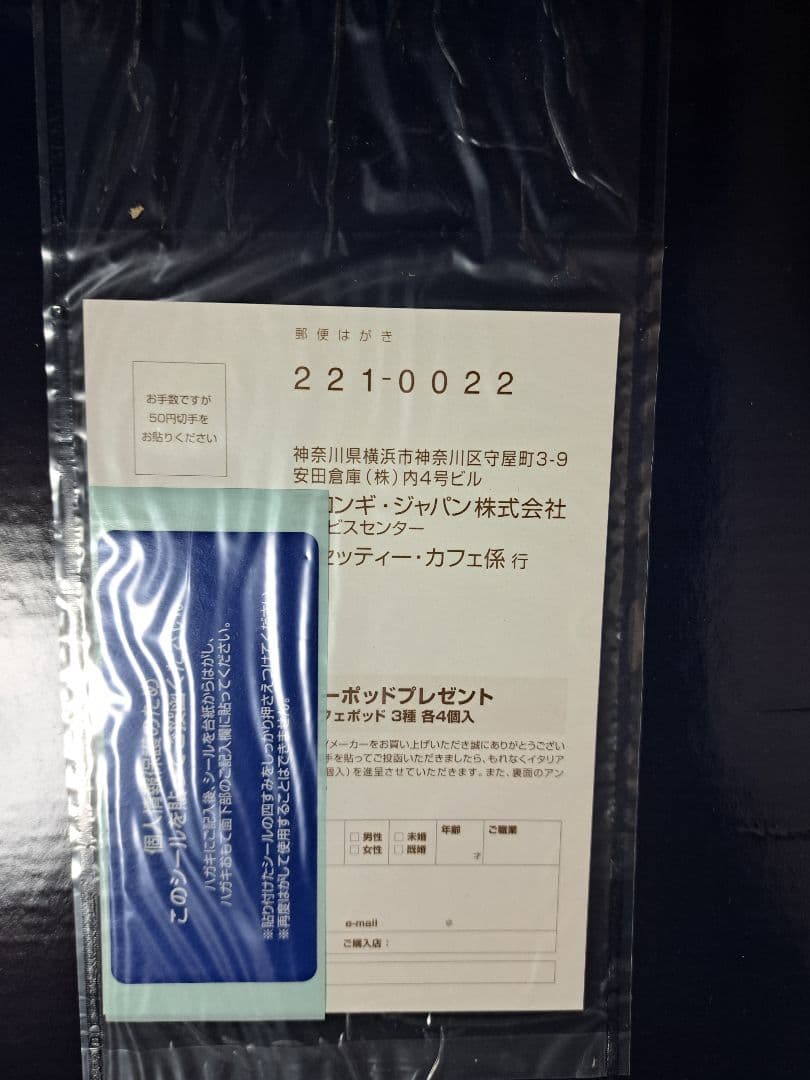 郵便はがき
221-0022
お手数ですが
50円切手を
お貼りください
神奈川県横浜市神奈川区守屋町3-9
安田倉庫(株)内4号ビル
ロンギ・ジャパン株式会社
ビスセンター
セッティー・カフェ係 行
ーポッドプレゼント
フェポッド 3種 各4個入
メーカーをお買い上げいただき誠にありがとうござい
手を貼ってご投函いただきましたら、もれなくイタリア
個入)を進呈させていただきます。また、裏面のアン
□男性 □未婚 年齢 ご職業
□女性 □既婚 才
e-mail @
ご購入店:
個人情報保護のため
このシールを貼ってご投函ください。
ハガキにご記入後、シールを台紙からはがし、
ハガキおもて面下部のご記入欄に貼ってください。
※貼り付けたシールの四すみをしっかり押さえつけてください。
※再度はがして使用することはできません。